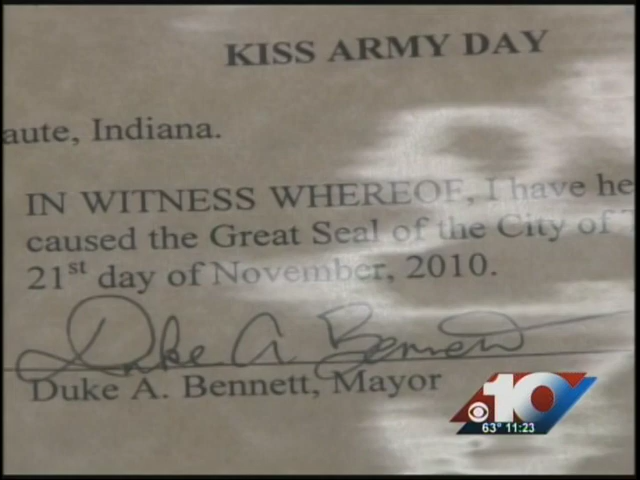 KISS ARMY DAY
aute, Indiana.
IN WITNESS WHEREOF, I have he
caused the Great Seal of the City of T
21st day of November, 2010.
Duke A. Bennett
Duke A. Bennett, Mayor
10
63° 11:23